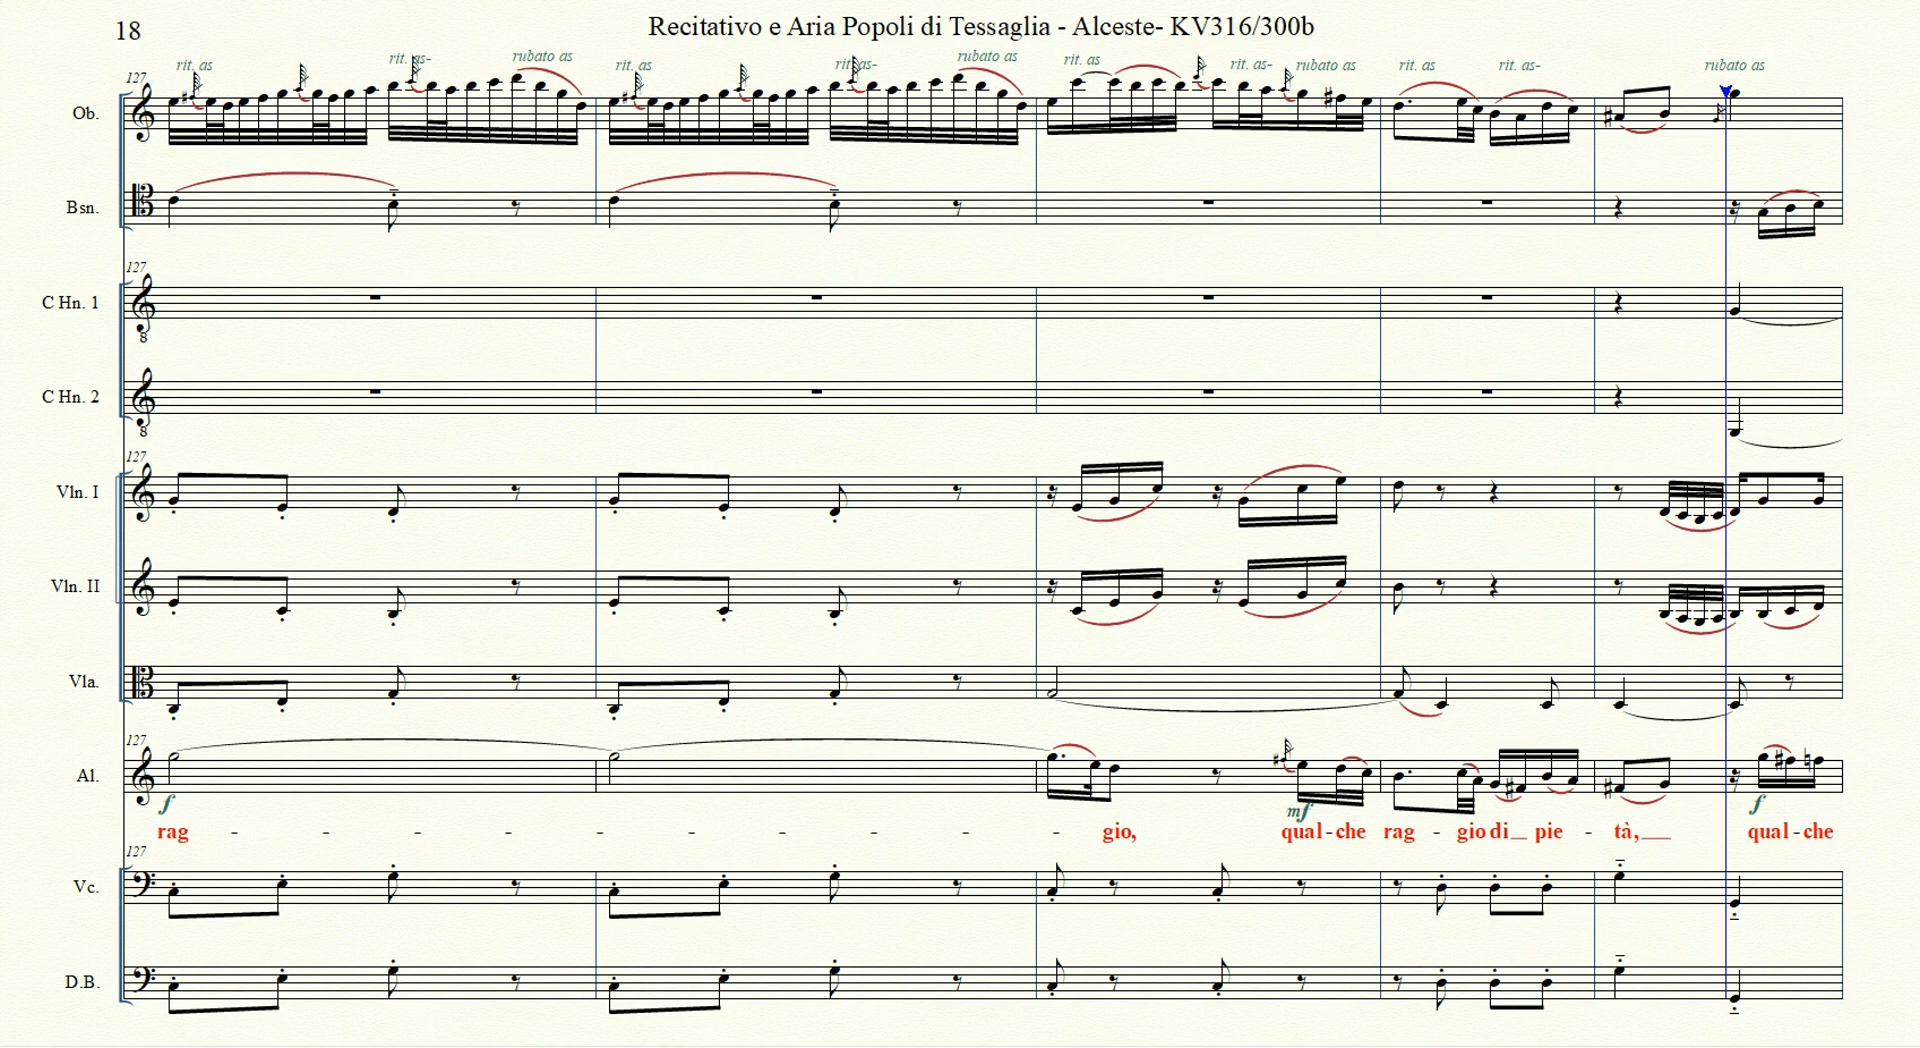 18
Recitativo e Aria Popoli di Tessaglia - Alceste- KV316/300b
rit. as rit. as- rubato as rit. as rit. as- rubato as rit. as rit. as- rubato as rit. as rit. as- rubato as
127
Ob.
Bsn.
127
C Hn. 1
8
C Hn. 2
8
127
Vln. I
Vln. II
Vla.
127
Al.
f mf f
rag - - - - - - - - - - gio, qual - che rag - gio di_ pie - tà,_ qual - che
127
Vc.
D.B.